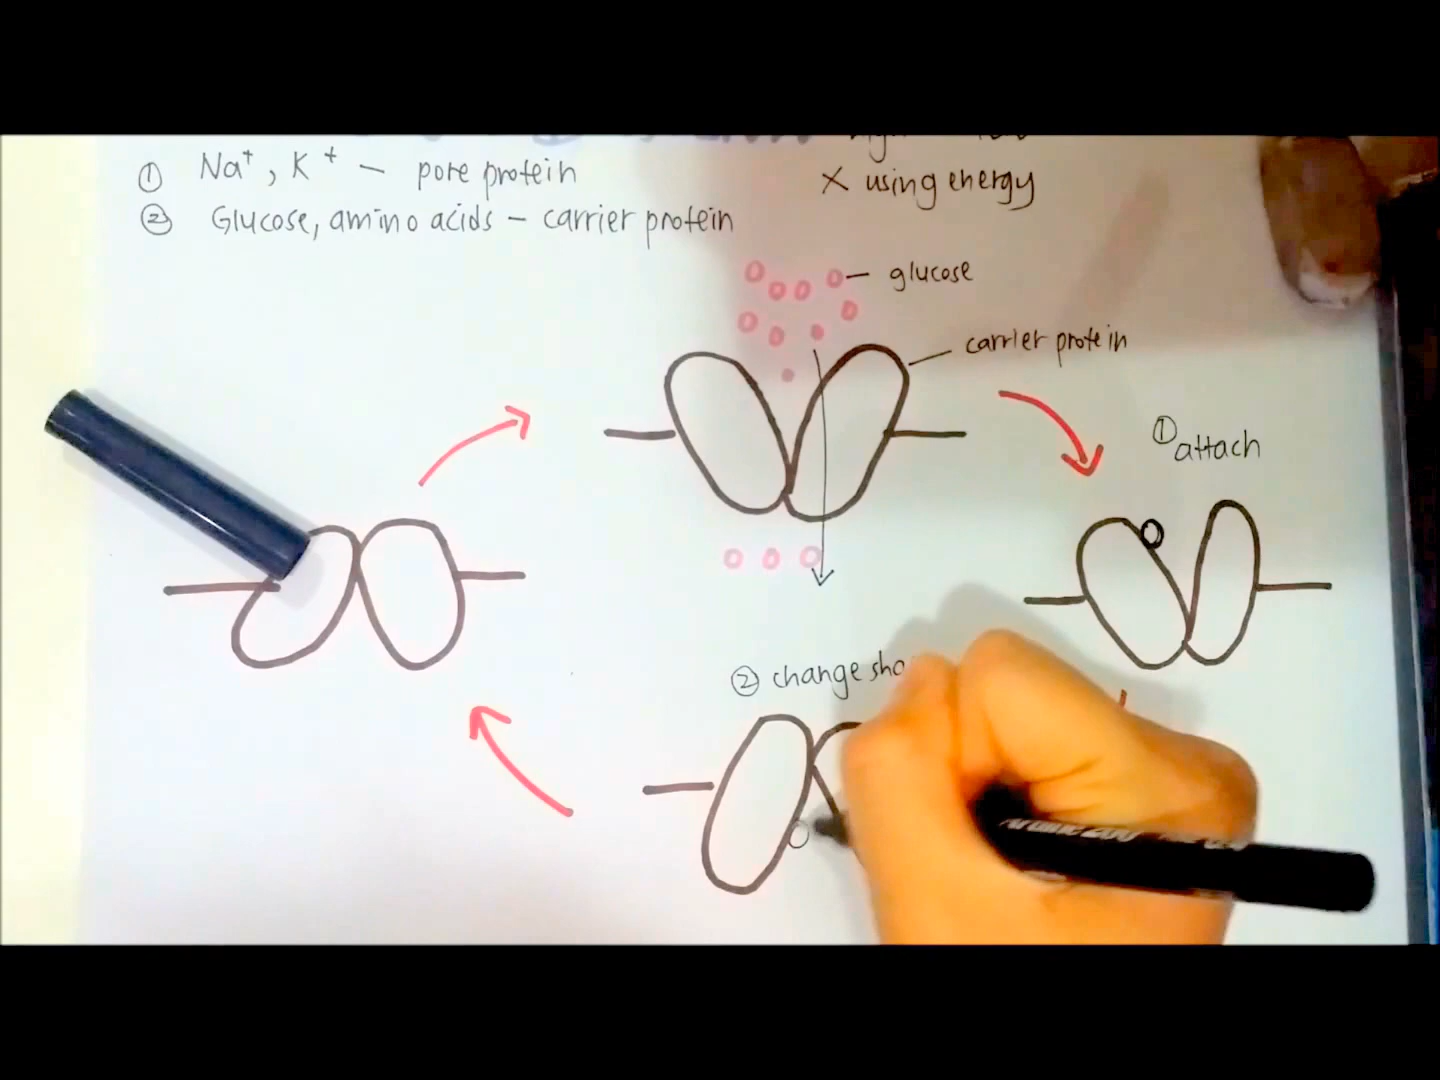 ① Na⁺, K⁺ – pore protein
X using energy
② Glucose, amino acids – carrier protein
glucose
carrier protein
① attach
② change sha